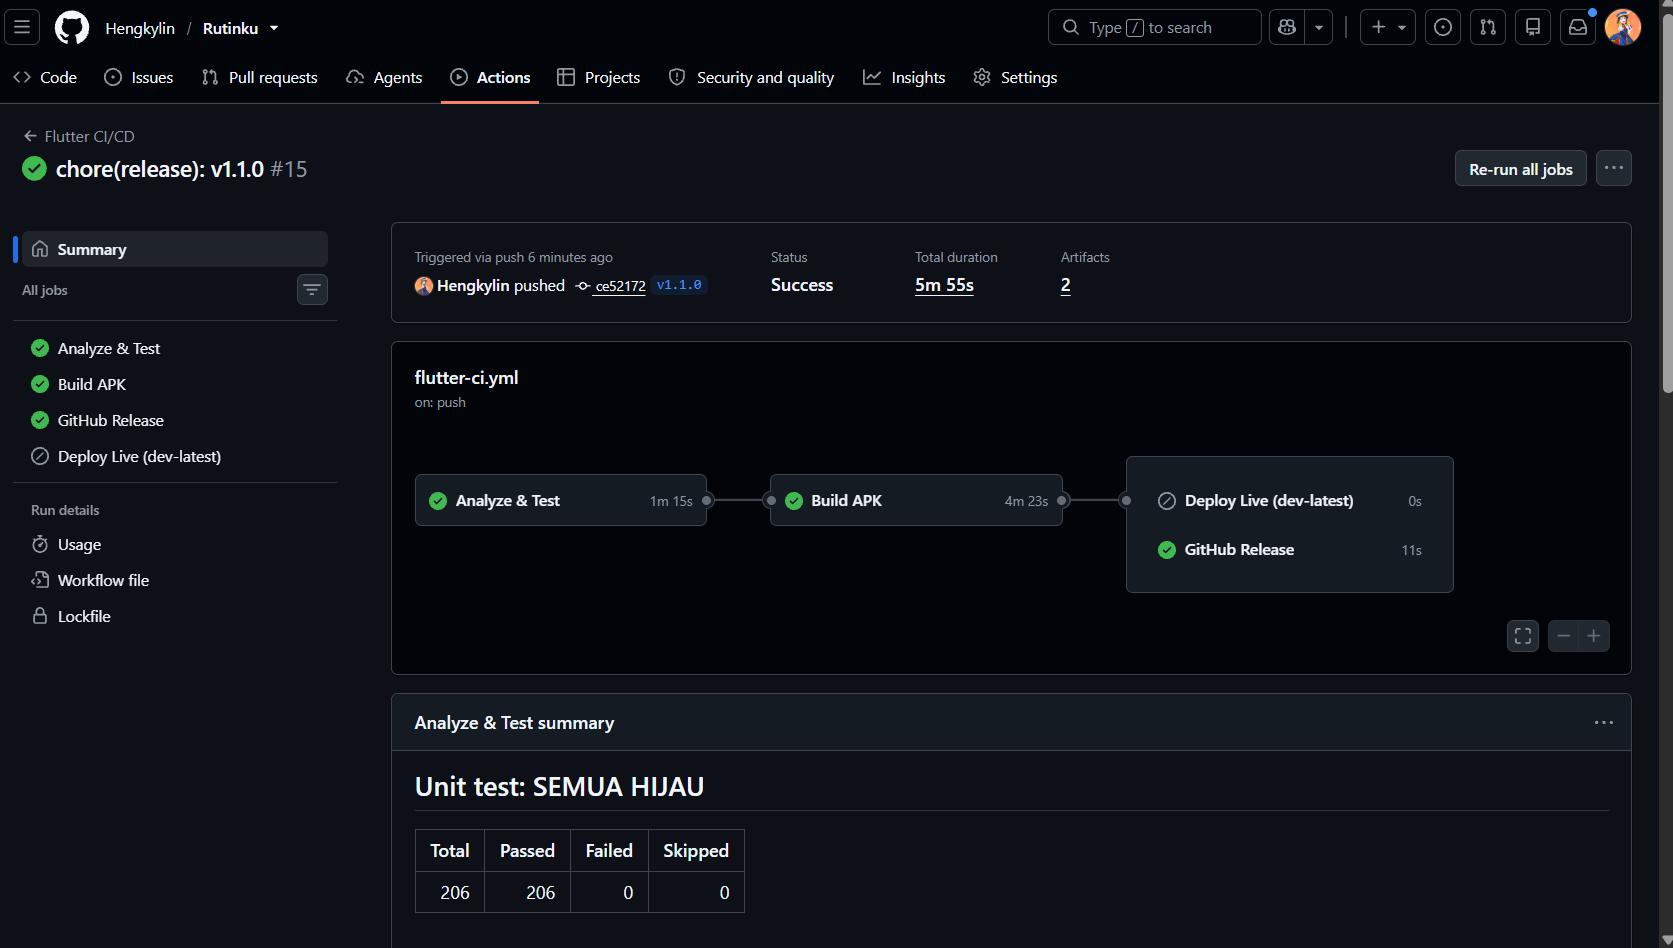 Hengkylin / Rutinku
Type / to search
Code
Issues
Pull requests
Agents
Actions
Projects
Security and quality
Insights
Settings
Flutter CI/CD
chore(release): v1.1.0 #15
Re-run all jobs
Summary
All jobs
Analyze & Test
Build APK
GitHub Release
Deploy Live (dev-latest)
Run details
Usage
Workflow file
Lockfile
Triggered via push 6 minutes ago
Hengkylin pushed ce52172 v1.1.0
Status
Success
Total duration
5m 55s
Artifacts
2
flutter-ci.yml
on: push
Analyze & Test 1m 15s
Build APK 4m 23s
Deploy Live (dev-latest) 0s
GitHub Release 11s
Analyze & Test summary
Unit test: SEMUA HIJAU
Total Passed Failed Skipped
206 206 0 0